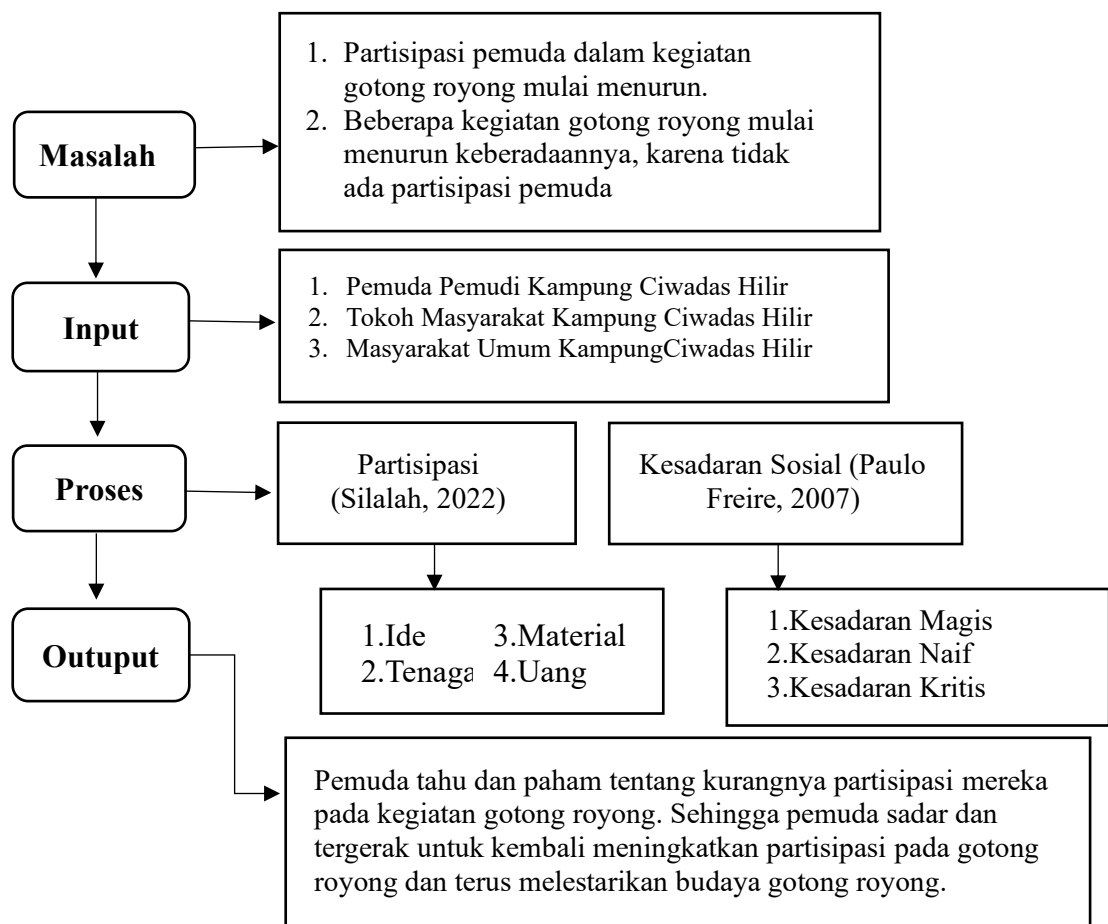 Masalah
1. Partisipasi pemuda dalam kegiatan
gotong royong mulai menurun.
2. Beberapa kegiatan gotong royong mulai
menurun keberadaannya, karena tidak
ada partisipasi pemuda
Input
1. Pemuda Pemudi Kampung Ciwadas Hilir
2. Tokoh Masyarakat Kampung Ciwadas Hilir
3. Masyarakat Umum KampungCiwadas Hilir
Proses
Partisipasi
(Silalah, 2022)
Kesadaran Sosial (Paulo
Freire, 2007)
1.Ide 3.Material
2.Tenaga 4.Uang
1.Kesadaran Magis
2.Kesadaran Naif
3.Kesadaran Kritis
Outuput
Pemuda tahu dan paham tentang kurangnya partisipasi mereka
pada kegiatan gotong royong. Sehingga pemuda sadar dan
tergerak untuk kembali meningkatkan partisipasi pada gotong
royong dan terus melestarikan budaya gotong royong.